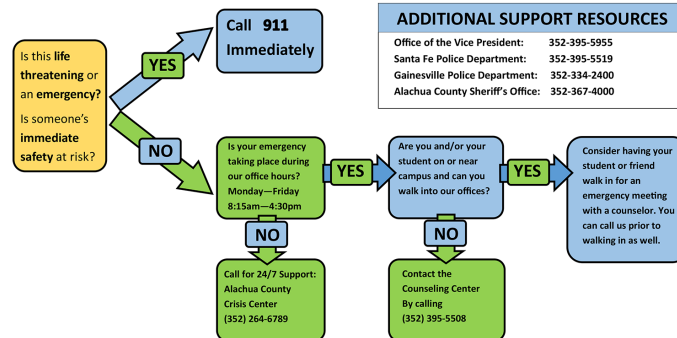 Is this life
threatening or
an emergency?
Is someone's
immediate
safety at risk?
YES
Call 911
Immediately
NO
ADDITIONAL SUPPORT RESOURCES
Office of the Vice President: 352-395-5955
Santa Fe Police Department: 352-395-5519
Gainesville Police Department: 352-334-2400
Alachua County Sheriff's Office: 352-367-4000
Is your emergency
taking place during
our office hours?
Monday—Friday
8:15am—4:30pm
YES
Are you and/or your
student on or near
campus and can you
walk into our offices?
YES
Consider having your
student or friend
walk in for an
emergency meeting
with a counselor. You
can call us prior to
walking in as well.
NO
Call for 24/7 Support:
Alachua County
Crisis Center
(352) 264-6789
NO
Contact the
Counseling Center
By calling
(352) 395-5508